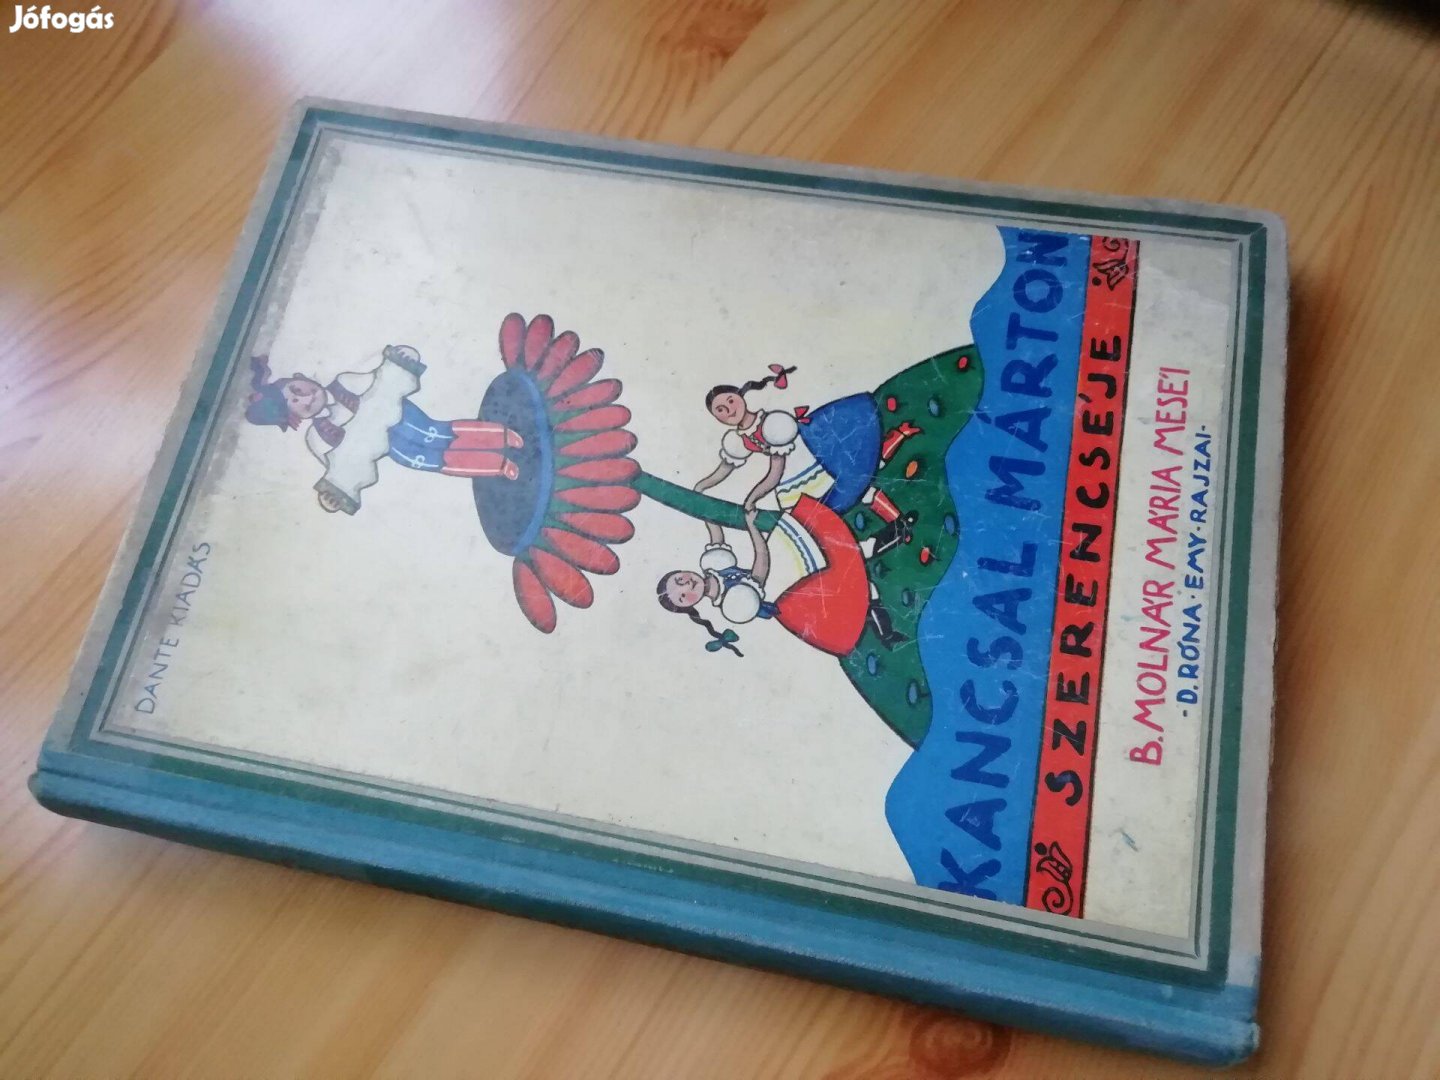 Jófogás
DANTE KIADÁS
KANCSAL MÁRTON
SZERENCSÉJE
B. MOLNÁR MÁRIA MESÉI
- D. RÓNA · EMY · RAJZAI -